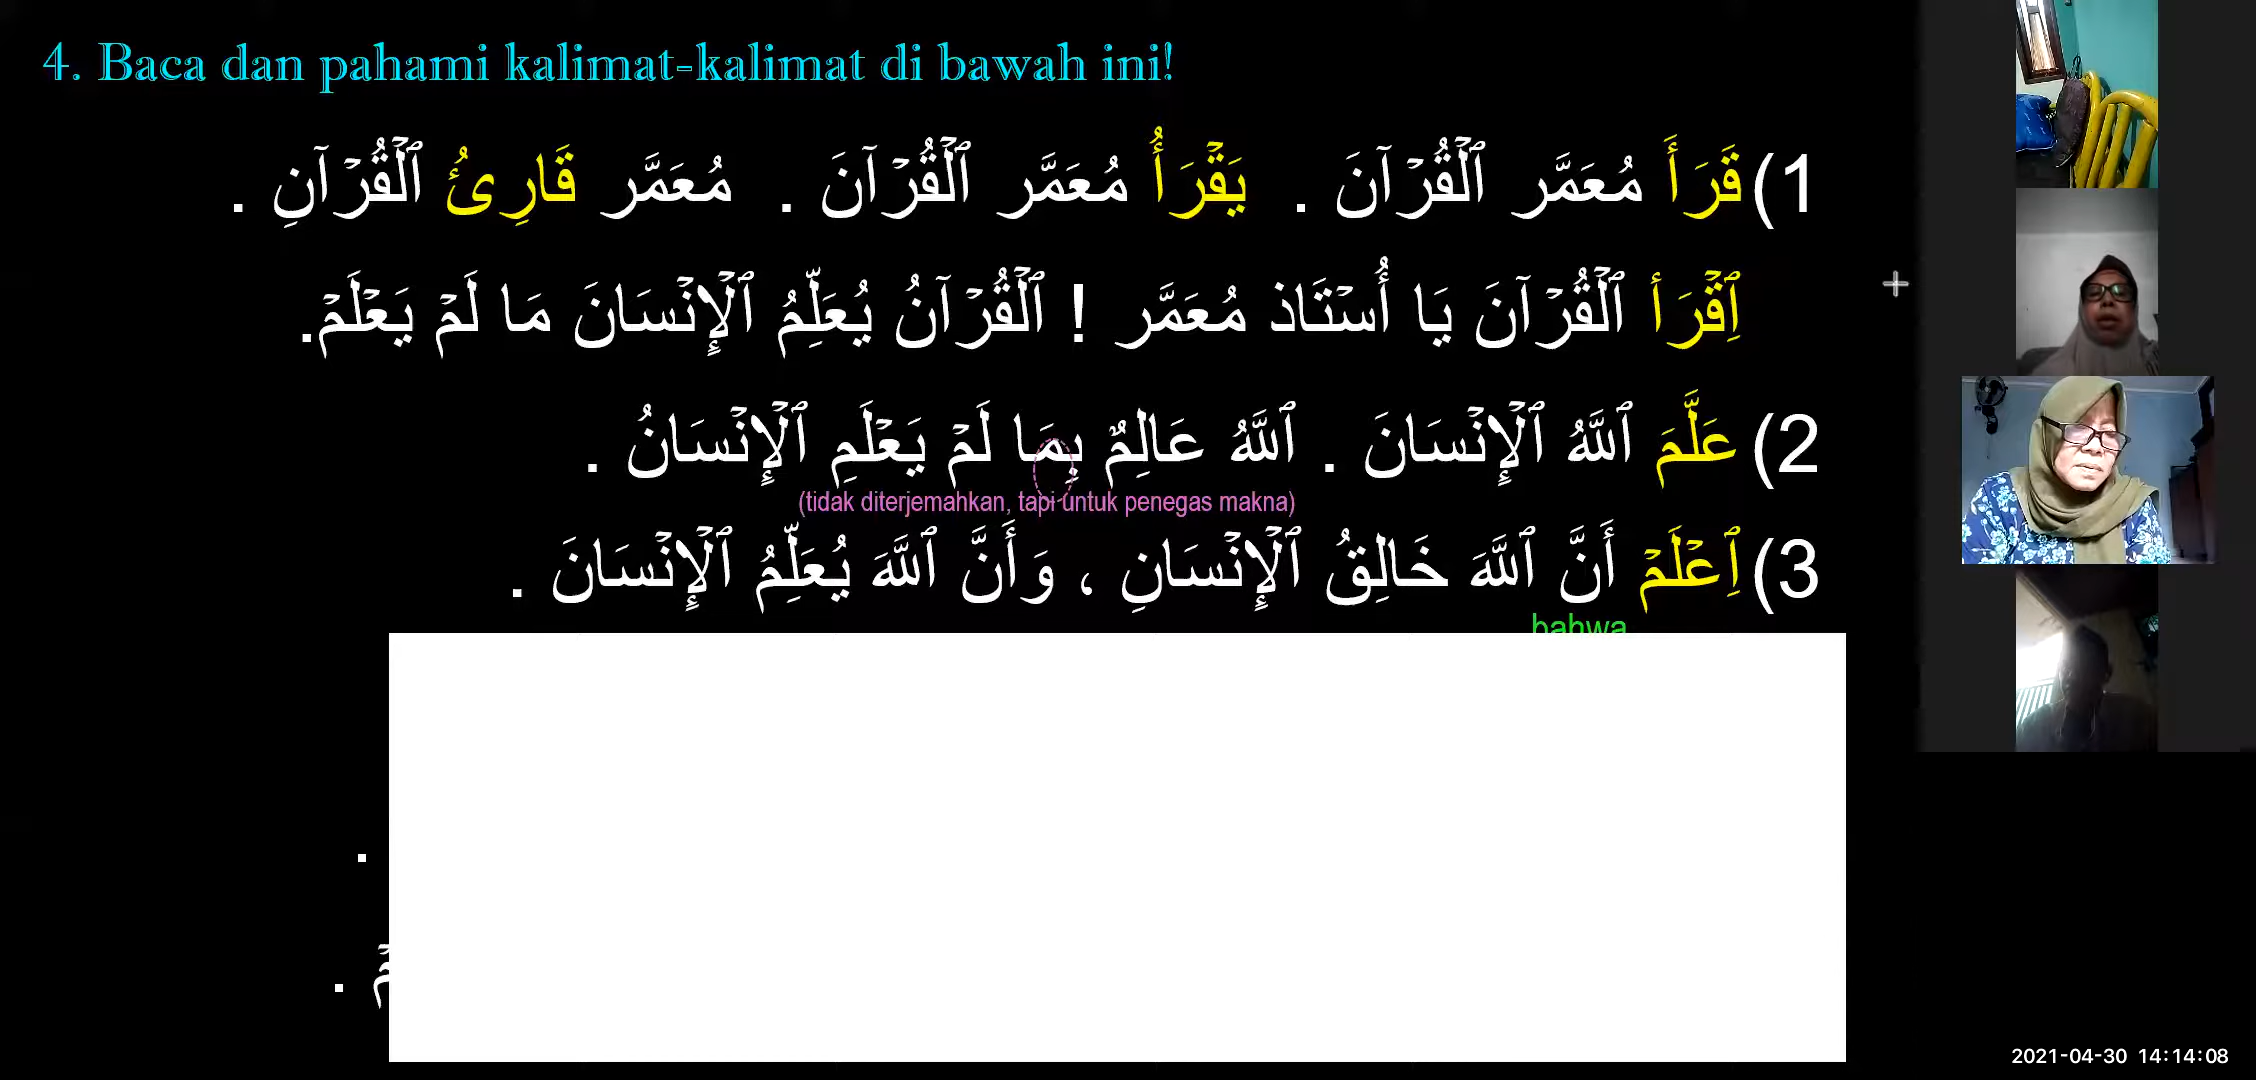 4. Baca dan pahami kalimat-kalimat di bawah ini!
1) قَرَأَ مُعَمَّر ٱلْقُرْآنَ . يَقْرَأُ مُعَمَّر ٱلْقُرْآنَ . مُعَمَّر قَارِئُ ٱلْقُرْآنِ .
ٱِقْرَأْ ٱلْقُرْآنَ يَا أُسْتَاذ مُعَمَّر ! ٱلْقُرْآنُ يُعَلِّمُ ٱلْإِنْسَانَ مَا لَمْ يَعْلَمْ.
2) عَلَّمَ ٱللَّهُ ٱلْإِنْسَانَ . ٱللَّهُ عَالِمٌ بِمَا لَمْ يَعْلَمِ ٱلْإِنْسَانُ .
(tidak diterjemahkan, tapi untuk penegas makna)
3) ٱِعْلَمْ أَنَّ ٱللَّهَ خَالِقُ ٱلْإِنْسَانِ ، وَأَنَّ ٱللَّهَ يُعَلِّمُ ٱلْإِنْسَانَ .
bahwa
2021-04-30 14:14:08